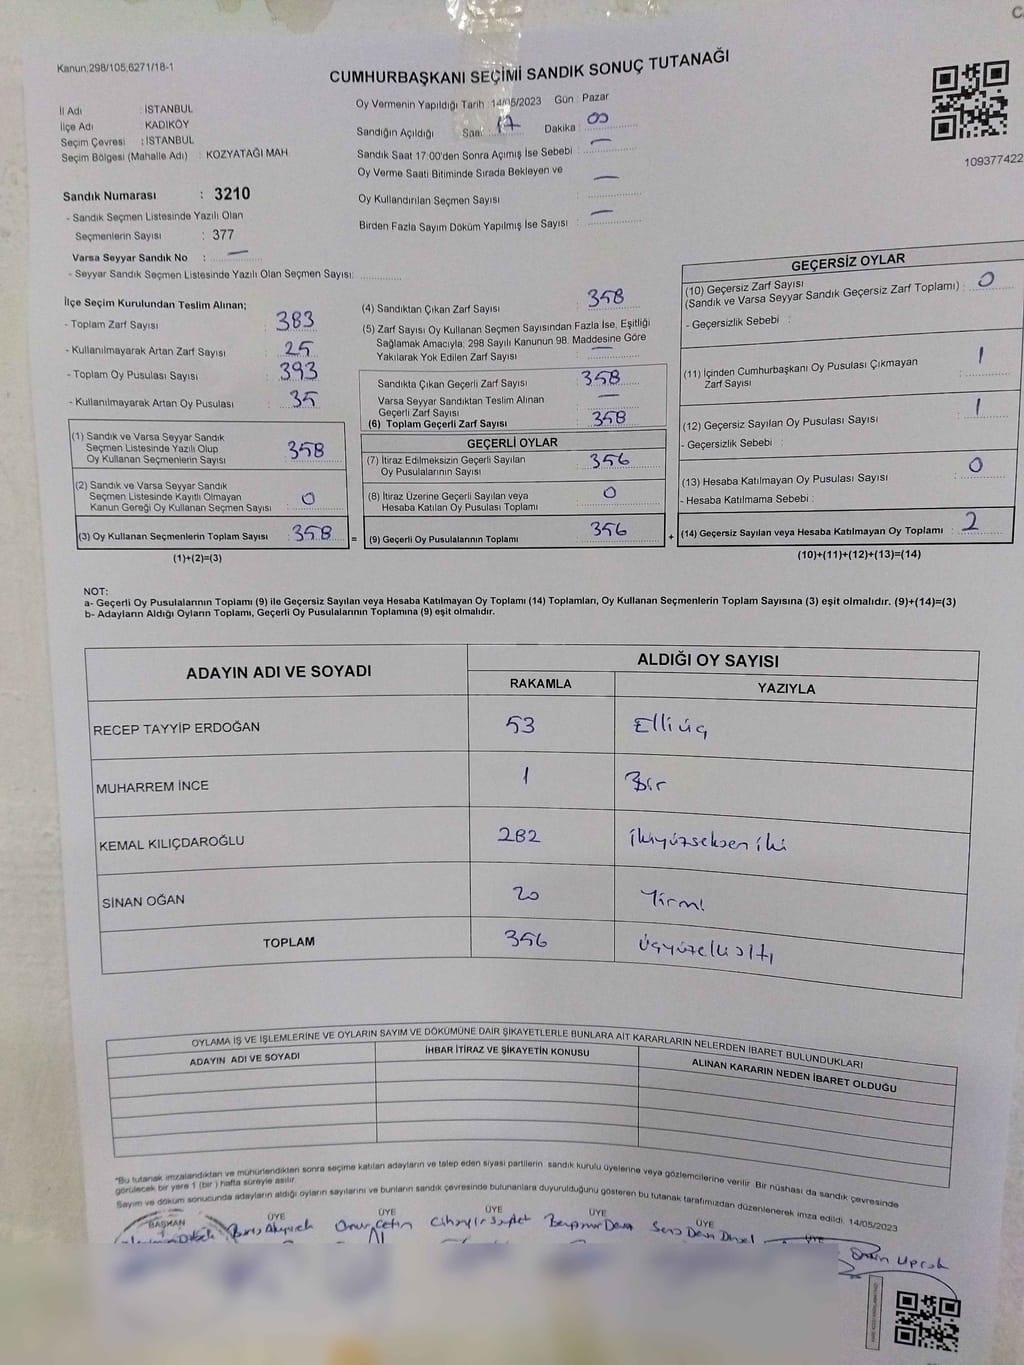 C
Kanun;298/105,6271/18-1
CUMHURBAŞKANI SEÇİMİ SANDIK SONUÇ TUTANAĞI
İl Adı : İSTANBUL
İlçe Adı : KADIKÖY
Seçim Çevresi : İSTANBUL
Seçim Bölgesi (Mahalle Adı) : KOZYATAĞI MAH.
Oy Vermenin Yapıldığı Tarih : 14/05/2023 Gün : Pazar
Sandığın Açıldığı Saat : 17 Dakika : 00
Sandık Saat 17:00'den Sonra Açımış İse Sebebi : —
Oy Verme Saati Bitiminde Sırada Bekleyen ve —
Oy Kullandırılan Seçmen Sayısı
Birden Fazla Sayım Döküm Yapılmış İse Sayısı : —
109377422
Sandık Numarası : 3210
- Sandık Seçmen Listesinde Yazılı Olan
Seçmenlerin Sayısı : 377
Varsa Seyyar Sandık No : —
- Seyyar Sandık Seçmen Listesinde Yazılı Olan Seçmen Sayısı:
İlçe Seçim Kurulundan Teslim Alınan;
- Toplam Zarf Sayısı : 383
- Kullanılmayarak Artan Zarf Sayısı : 25
- Toplam Oy Pusulası Sayısı : 393
- Kullanılmayarak Artan Oy Pusulası : 35
(1) Sandık ve Varsa Seyyar Sandık
Seçmen Listesinde Yazılı Olup
Oy Kullanan Seçmenlerin Sayısı : 358
(2) Sandık ve Varsa Seyyar Sandık
Seçmen Listesinde Kayıtlı Olmayan
Kanun Gereği Oy Kullanan Seçmen Sayısı : 0
(3) Oy Kullanan Seçmenlerin Toplam Sayısı : 358
(1)+(2)=(3)
(4) Sandıktan Çıkan Zarf Sayısı : 358
(5) Zarf Sayısı Oy Kullanan Seçmen Sayısından Fazla İse, Eşitliği
Sağlamak Amacıyla; 298 Sayılı Kanunun 98. Maddesine Göre
Yakılarak Yok Edilen Zarf Sayısı : —
Sandıkta Çıkan Geçerli Zarf Sayısı : 358
Varsa Seyyar Sandıktan Teslim Alınan
Geçerli Zarf Sayısı : —
(6) Toplam Geçerli Zarf Sayısı : 358
GEÇERLİ OYLAR
(7) İtiraz Edilmeksizin Geçerli Sayılan
Oy Pusulalarının Sayısı : 356
(8) İtiraz Üzerine Geçerli Sayılan veya
Hesaba Katılan Oy Pusulası Toplamı : 0
= (9) Geçerli Oy Pusulalarının Toplamı : 356
GEÇERSİZ OYLAR
(10) Geçersiz Zarf Sayısı
(Sandık ve Varsa Seyyar Sandık Geçersiz Zarf Toplamı) : 0
- Geçersizlik Sebebi :
(11) İçinden Cumhurbaşkanı Oy Pusulası Çıkmayan
Zarf Sayısı : 1
(12) Geçersiz Sayılan Oy Pusulası Sayısı : 1
- Geçersizlik Sebebi :
(13) Hesaba Katılmayan Oy Pusulası Sayısı : 0
- Hesaba Katılmama Sebebi :
+ (14) Geçersiz Sayılan veya Hesaba Katılmayan Oy Toplamı : 2
(10)+(11)+(12)+(13)=(14)
NOT:
a- Geçerli Oy Pusulalarının Toplamı (9) ile Geçersiz Sayılan veya Hesaba Katılmayan Oy Toplamı (14) Toplamları, Oy Kullanan Seçmenlerin Toplam Sayısına (3) eşit olmalıdır. (9)+(14)=(3)
b- Adayların Aldığı Oyların Toplamı, Geçerli Oy Pusulalarının Toplamına (9) eşit olmalıdır.
ADAYIN ADI VE SOYADI ALDIĞI OY SAYISI
RAKAMLA YAZIYLA
RECEP TAYYİP ERDOĞAN 53 Elliüç
MUHARREM İNCE 1 Bir
KEMAL KILIÇDAROĞLU 282 ikiyüzseksen iki
SİNAN OĞAN 20 Yirmi
TOPLAM 356 üçyüzelli altı
OYLAMA İŞ VE İŞLEMLERİNE VE OYLARIN SAYIM VE DÖKÜMÜNE DAİR ŞİKAYETLERLE BUNLARA AİT KARARLARIN NELERDEN İBARET BULUNDUKLARI
ADAYIN ADI VE SOYADI İHBAR İTİRAZ VE ŞİKAYETİN KONUSU ALINAN KARARIN NEDEN İBARET OLDUĞU
*Bu tutanak imzalandıktan ve mühürlendikten sonra seçime katılan adayların ve talep eden siyasi partilerin sandık kurulu üyelerine veya gözlemcilerine verilir. Bir nüshası da sandık çevresinde
görülecek bir yere 1 (bir) hafta süreyle asılır.
Sayım ve döküm sonucunda adayların aldığı oyların sayılarını ve bunların sandık çevresinde bulunanlara duyurulduğunu gösteren bu tutanak tarafımızdan düzenlenerek imza edildi. 14/05/2023
BAŞKAN ÜYE ÜYE ÜYE ÜYE ÜYE ÜYE
Onur Çetin